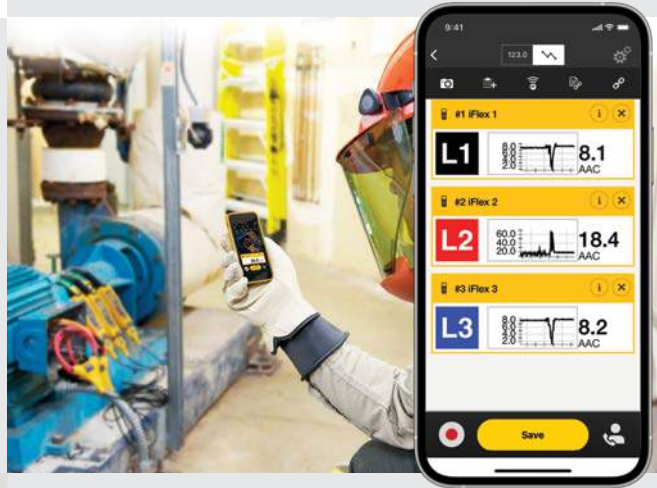 9:41
123.0
#1 iFlex 1
i
L1
8.0
6.0
4.0
2.0
8.1
AAC
#2 iFlex 2
i
L2
60.0
40.0
20.0
18.4
AAC
#3 iFlex 3
i
L3
8.0
6.0
4.0
2.0
8.2
AAC
Save